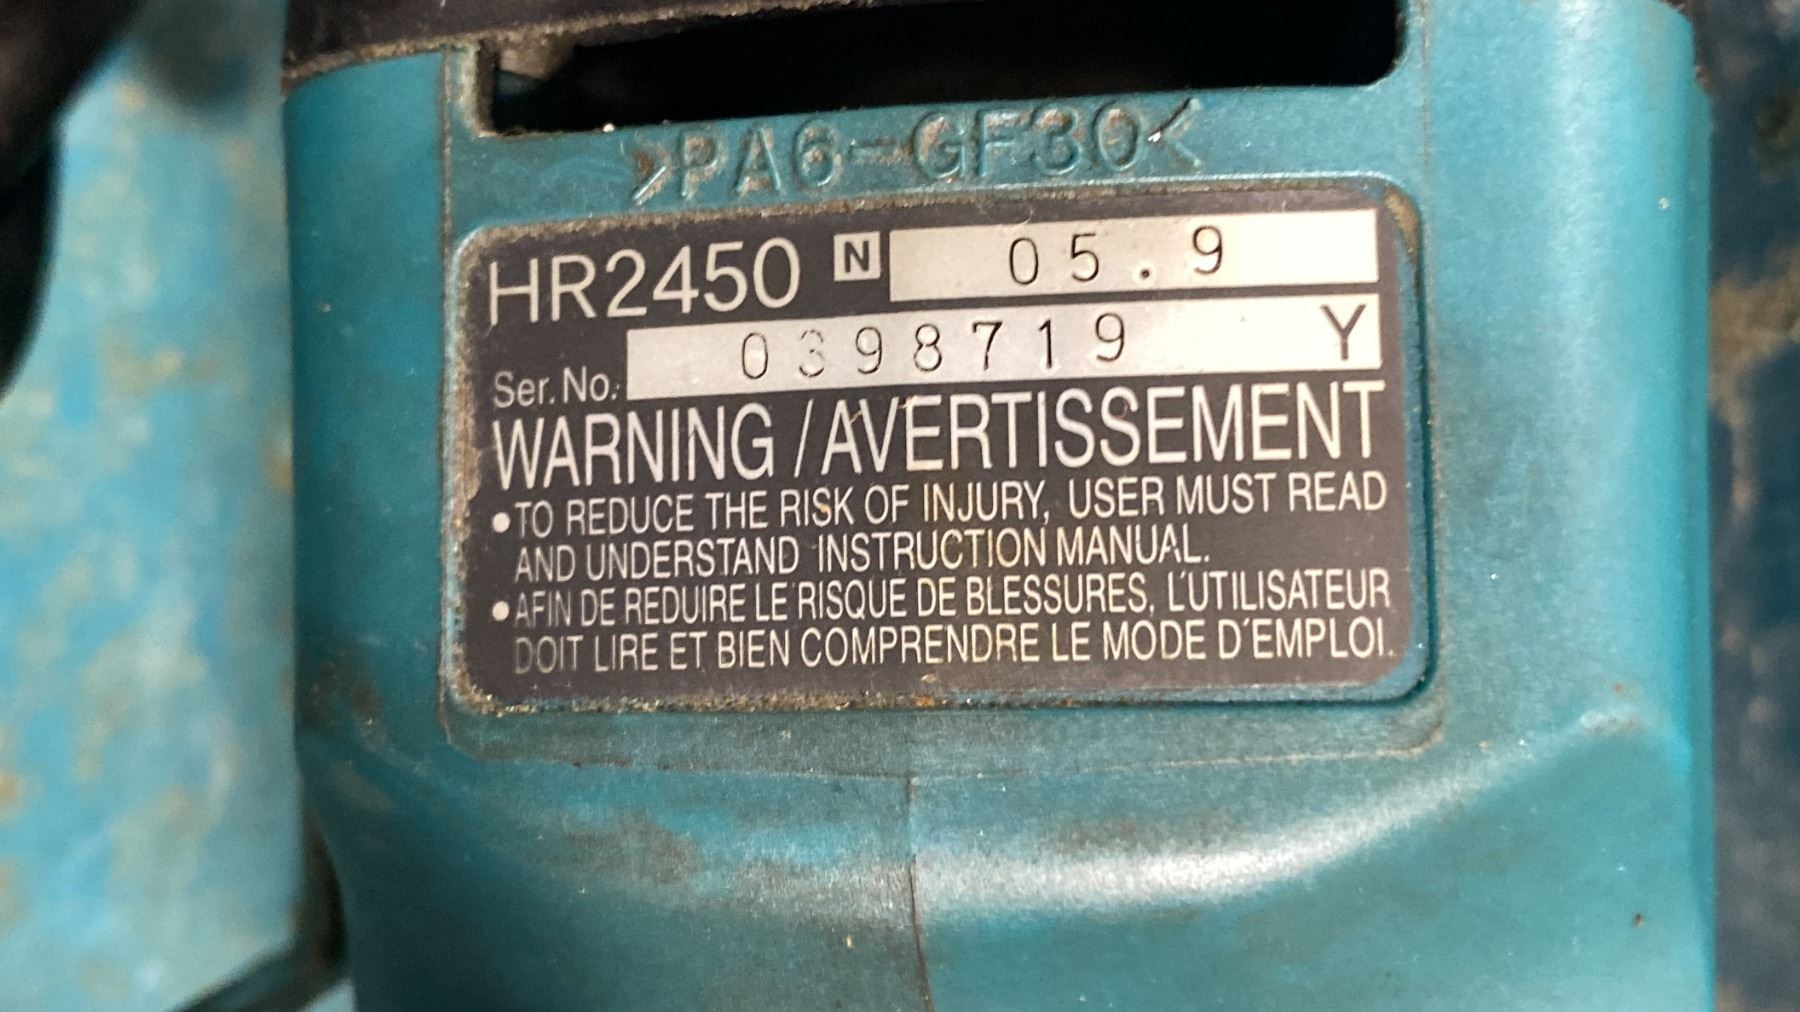 >PA6-GF30<
HR2450 N 05.9
Ser. No.: 0398719 Y
WARNING/AVERTISSEMENT
•TO REDUCE THE RISK OF INJURY, USER MUST READ
AND UNDERSTAND INSTRUCTION MANUAL.
•AFIN DE REDUIRE LE RISQUE DE BLESSURES, L'UTILISATEUR
DOIT LIRE ET BIEN COMPRENDRE LE MODE D'EMPLOI.